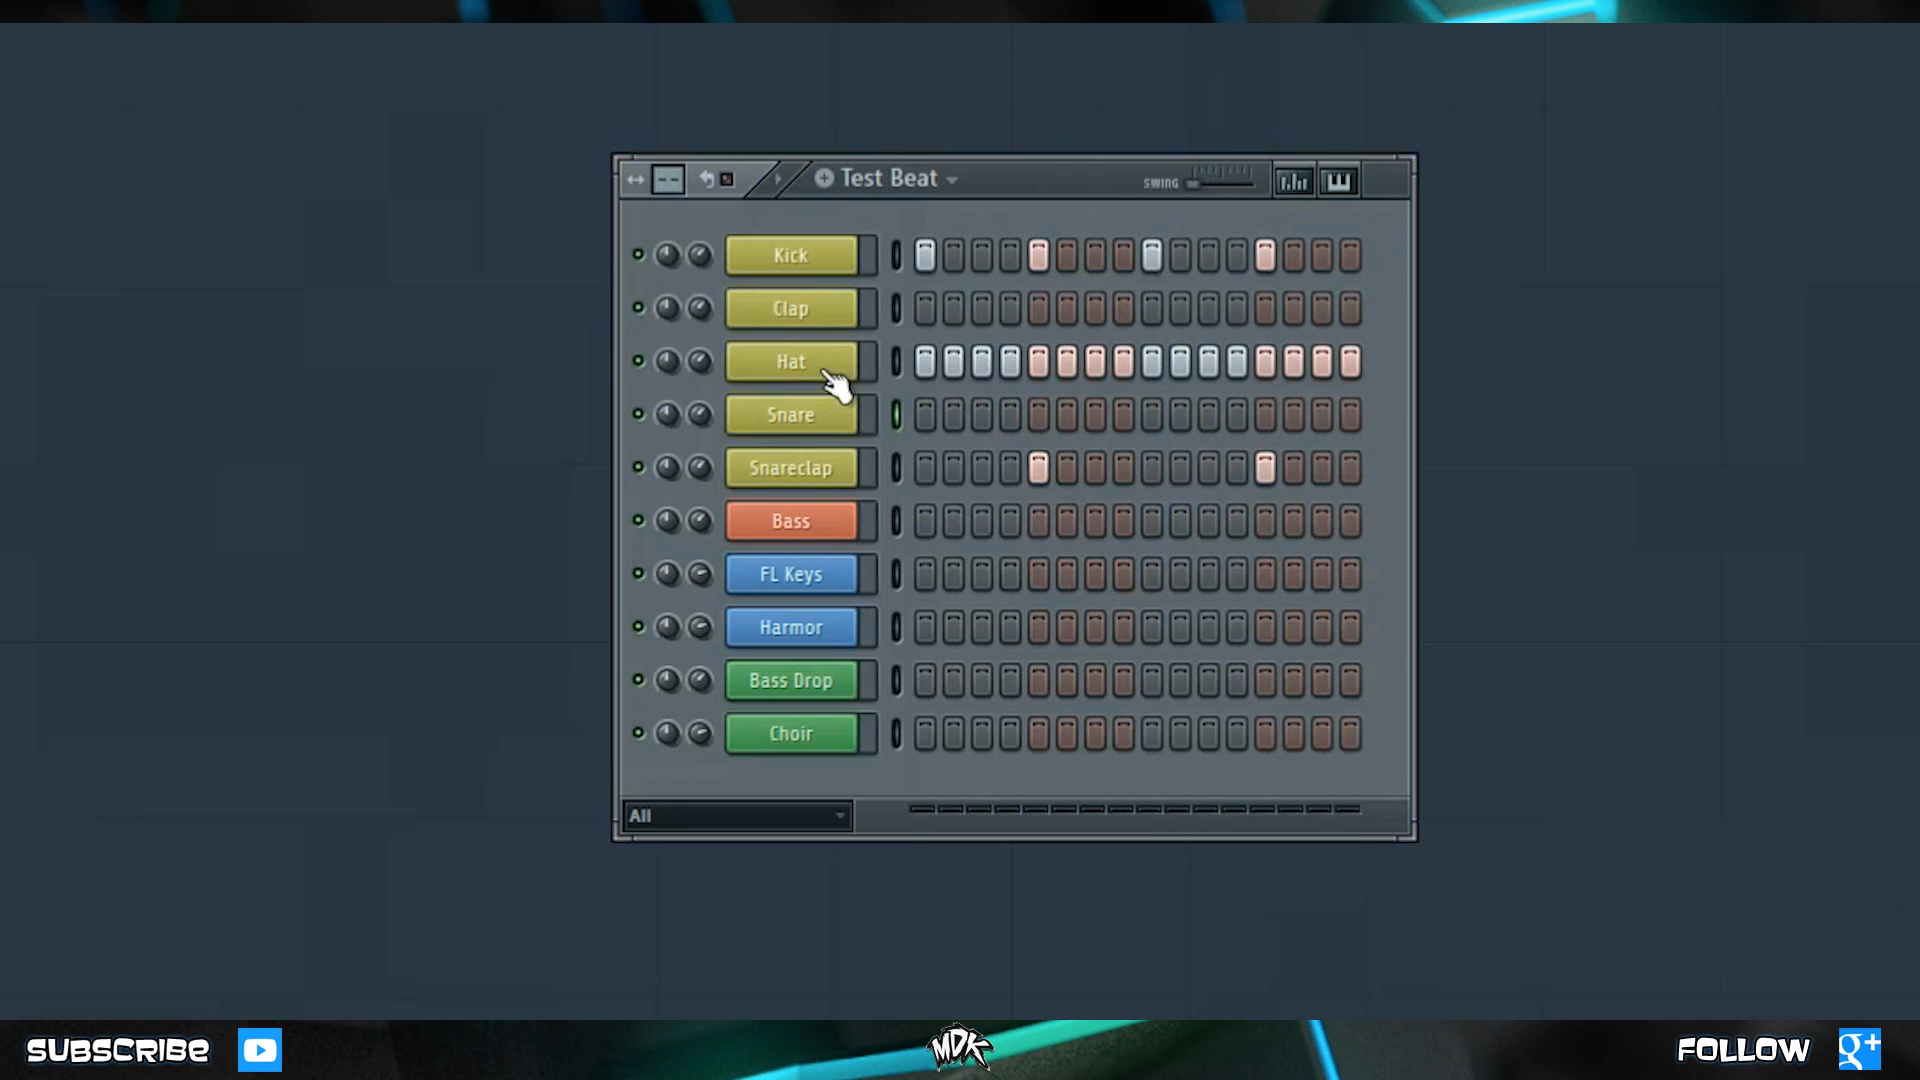 Test Beat
SWING
Kick
Clap
Hat
Snare
Snareclap
Bass
FL Keys
Harmor
Bass Drop
Choir
All
SUBSCRIBE
MDK
FOLLOW
g+